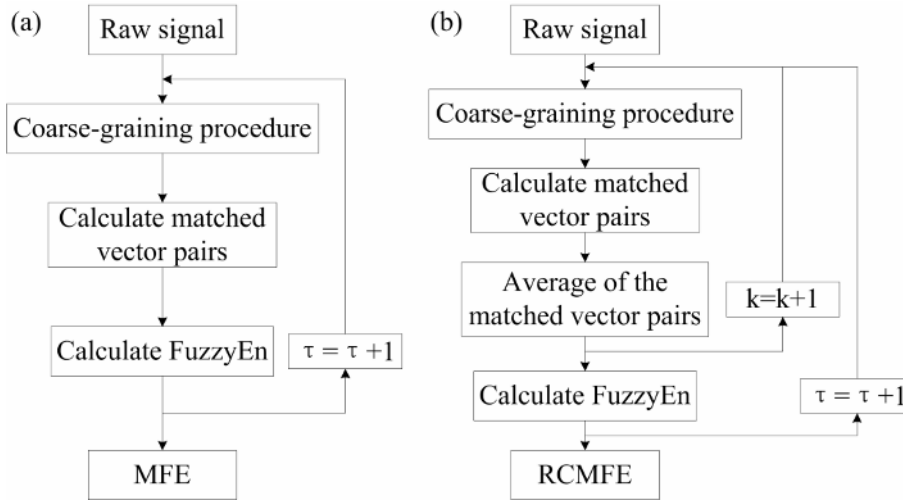 (a)
Raw signal
Coarse-graining procedure
Calculate matched
vector pairs
Calculate FuzzyEn
τ = τ +1
MFE
(b)
Raw signal
Coarse-graining procedure
Calculate matched
vector pairs
Average of the
matched vector pairs
k=k+1
Calculate FuzzyEn
τ = τ +1
RCMFE